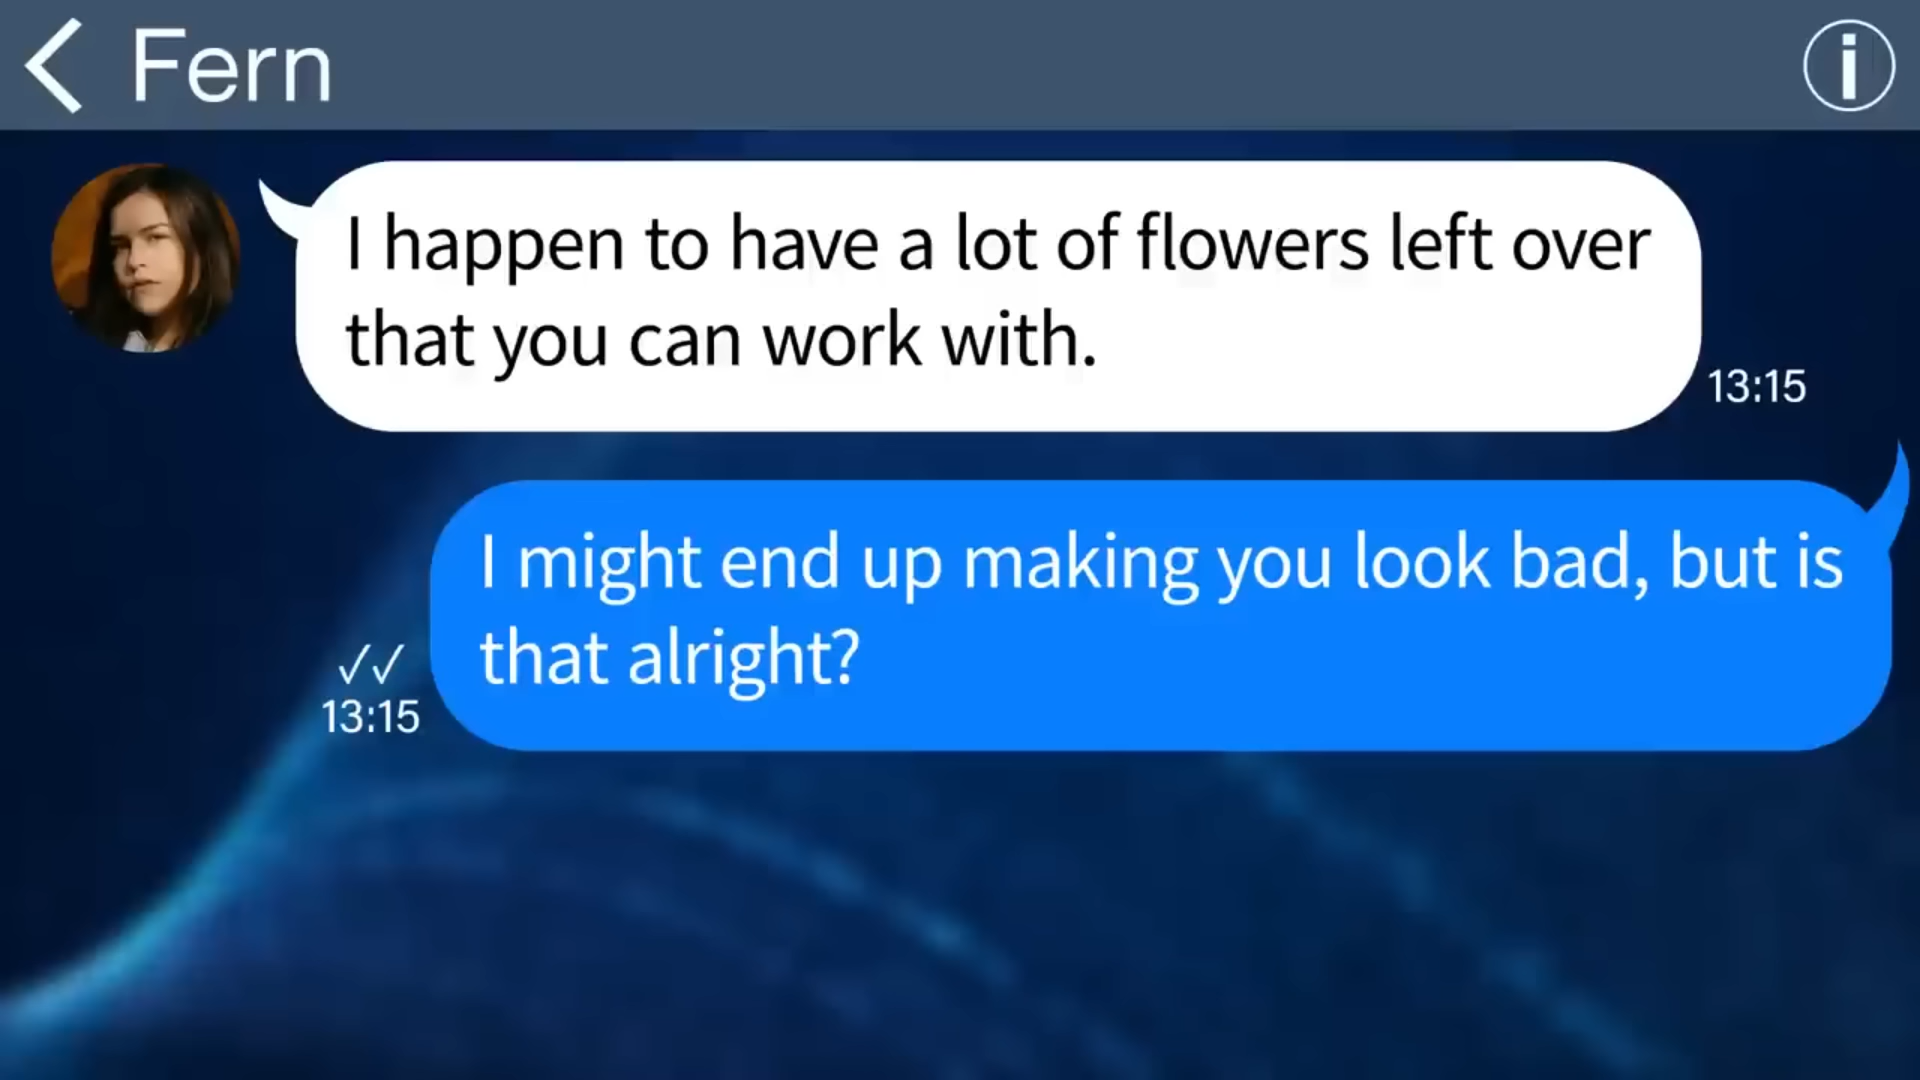 Fern
I happen to have a lot of flowers left over
that you can work with.
13:15
I might end up making you look bad, but is
that alright?
✓✓
13:15